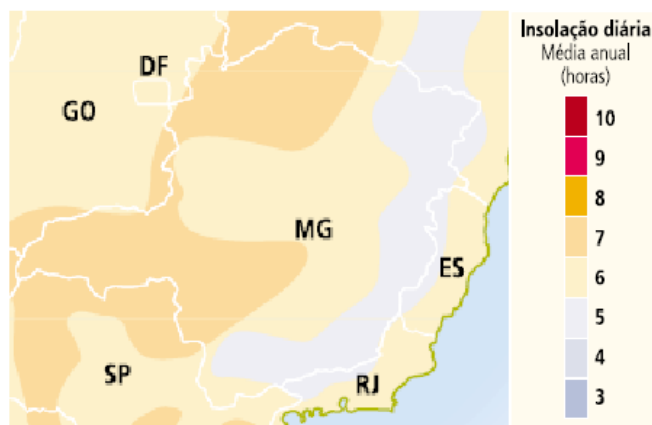 DF
GO
MG
ES
SP
RJ
Insolação diária
Média anual
(horas)
10
9
8
7
6
5
4
3